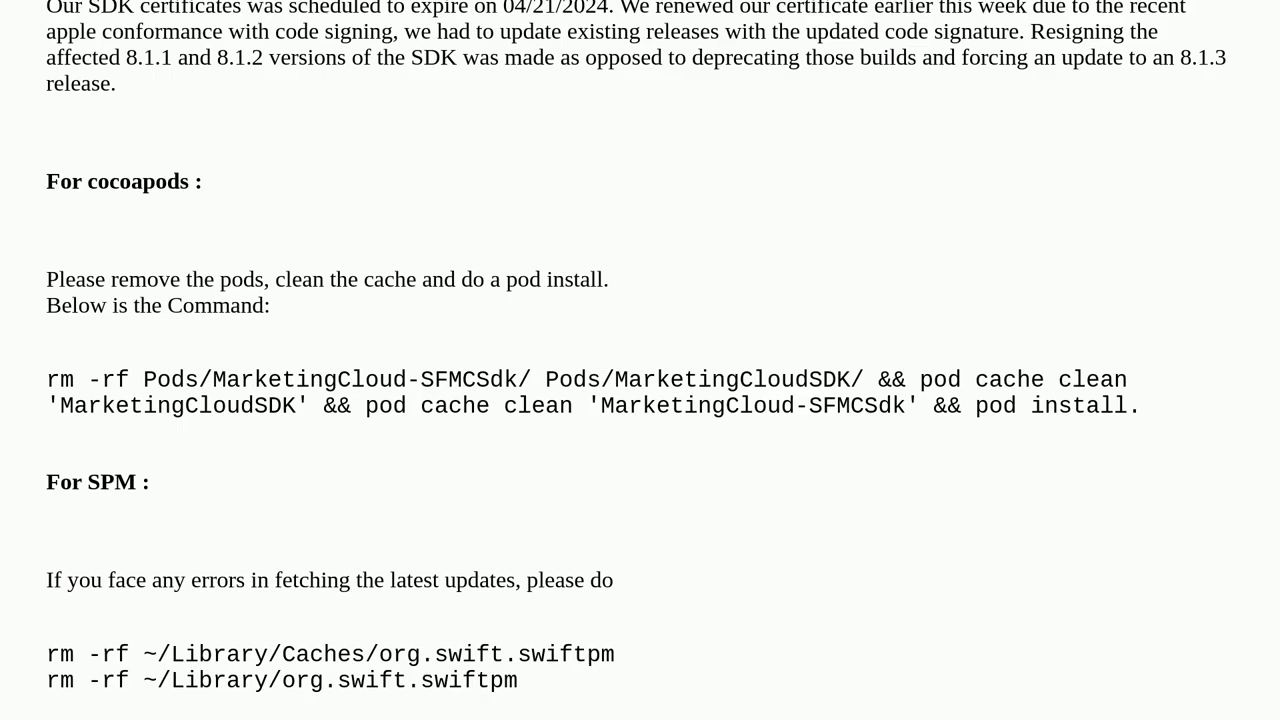 Our SDK certificates was scheduled to expire on 04/21/2024. We renewed our certificate earlier this week due to the recent
apple conformance with code signing, we had to update existing releases with the updated code signature. Resigning the
affected 8.1.1 and 8.1.2 versions of the SDK was made as opposed to deprecating those builds and forcing an update to an 8.1.3
release.
For cocoapods :
Please remove the pods, clean the cache and do a pod install.
Below is the Command:
rm -rf Pods/MarketingCloud-SFMCSdk/ Pods/MarketingCloudSDK/ && pod cache clean
'MarketingCloudSDK' && pod cache clean 'MarketingCloud-SFMCSdk' && pod install.
For SPM :
If you face any errors in fetching the latest updates, please do
rm -rf ~/Library/Caches/org.swift.swiftpm
rm -rf ~/Library/org.swift.swiftpm